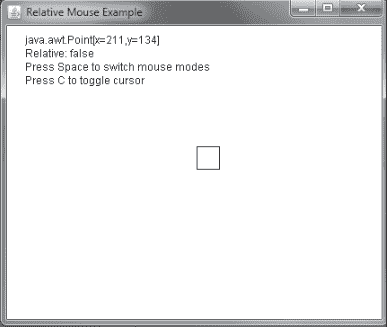 Relative Mouse Example
java.awt.Point[x=211,y=134]
Relative: false
Press Space to switch mouse modes
Press C to toggle cursor